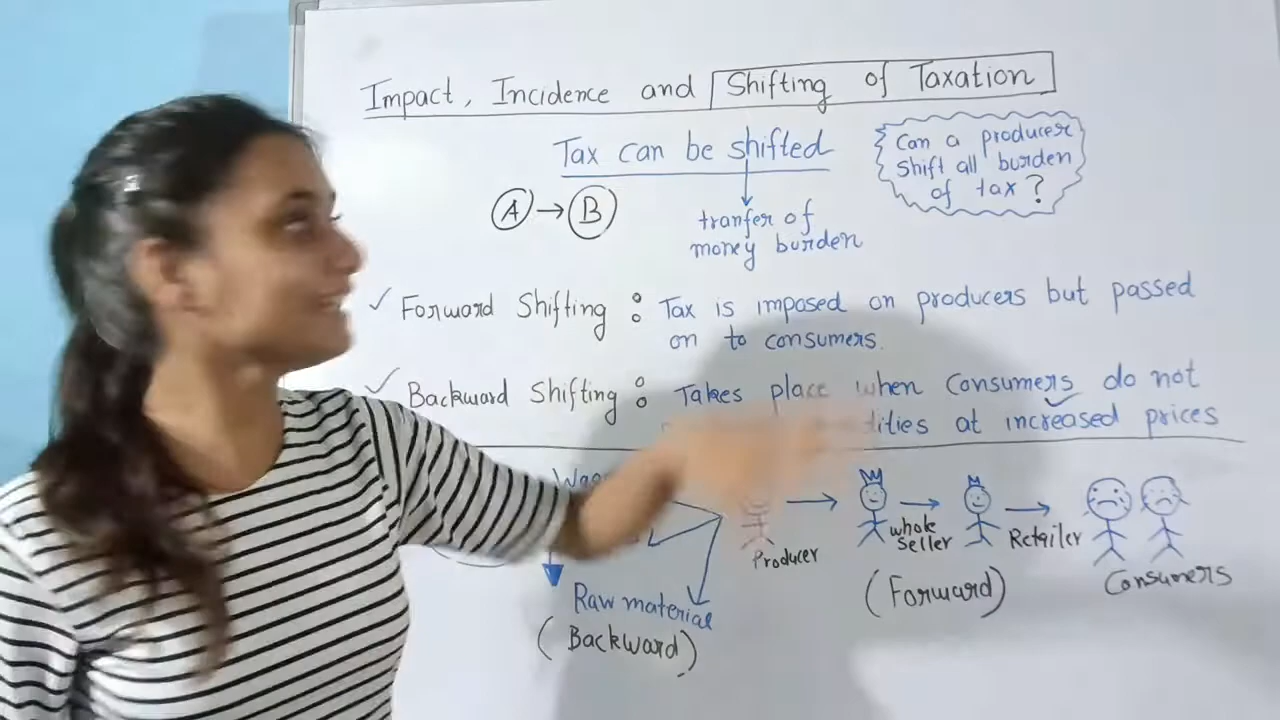 Impact, Incidence and Shifting of Taxation
Tax can be shifted
Can a producer
shift all burden
of tax?
A → B
tranfer of
money burden
✓ Forward Shifting : Tax is imposed on producers but passed
on to consumers.
✓ Backward Shifting : Takes place when consumers do not
at increased prices
Producer
whole
seller
Retailer
Consumers
(Forward)
Raw material
(Backward)